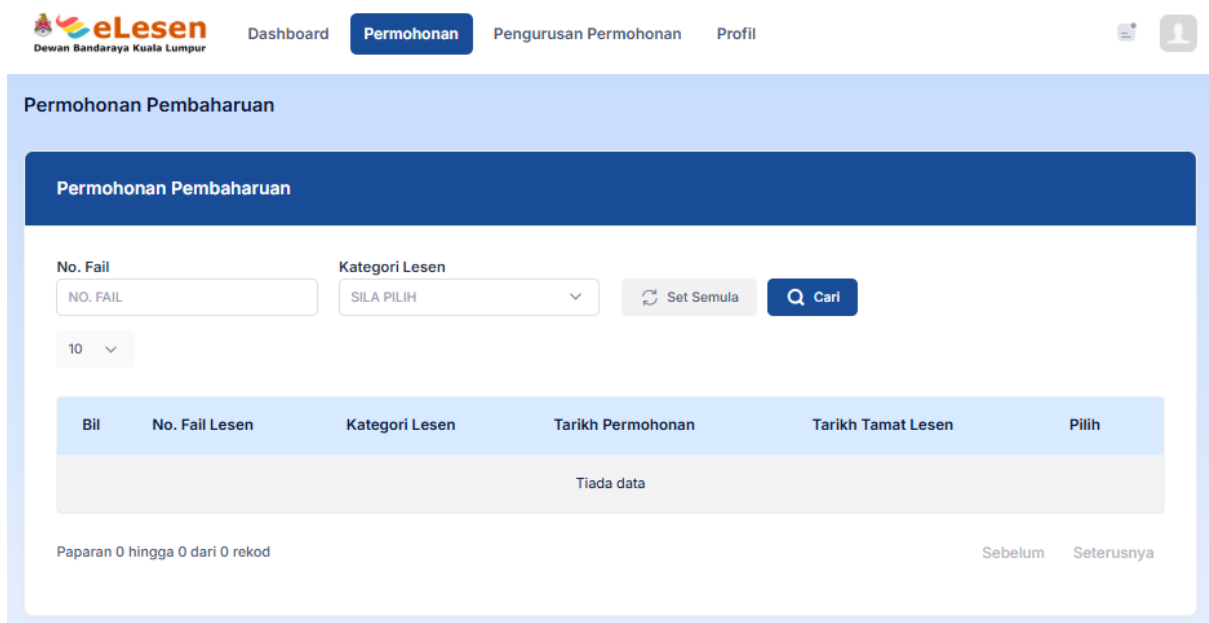 eLesen
Dewan Bandaraya Kuala Lumpur
Dashboard Permohonan Pengurusan Permohonan Profil
Permohonan Pembaharuan
Permohonan Pembaharuan
No. Fail Kategori Lesen
NO. FAIL SILA PILIH Set Semula Cari
10
Bil No. Fail Lesen Kategori Lesen Tarikh Permohonan Tarikh Tamat Lesen Pilih
Tiada data
Paparan 0 hingga 0 dari 0 rekod Sebelum Seterusnya